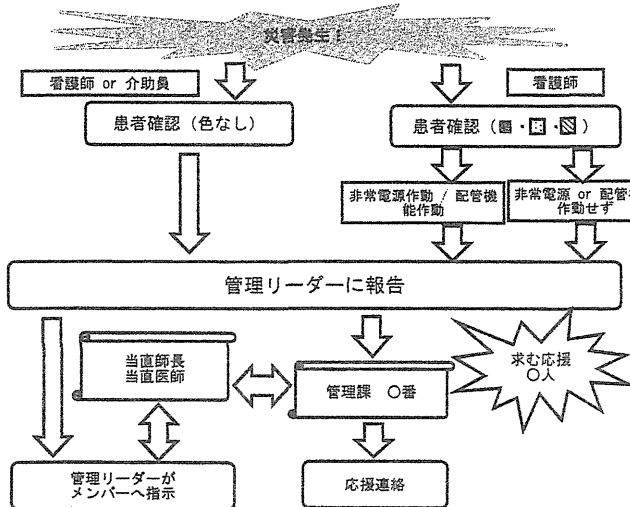 災害発生!
看護師 or 介助員
看護師
患者確認(色なし)
患者確認(▩・⚀・▧)
非常電源作動 / 配管機
能作動
非常電源 or 配管
作動せず
管理リーダーに報告
当直師長
当直医師
管理課 〇番
求む応援
〇人
管理リーダーが
メンバーへ指示
応援連絡